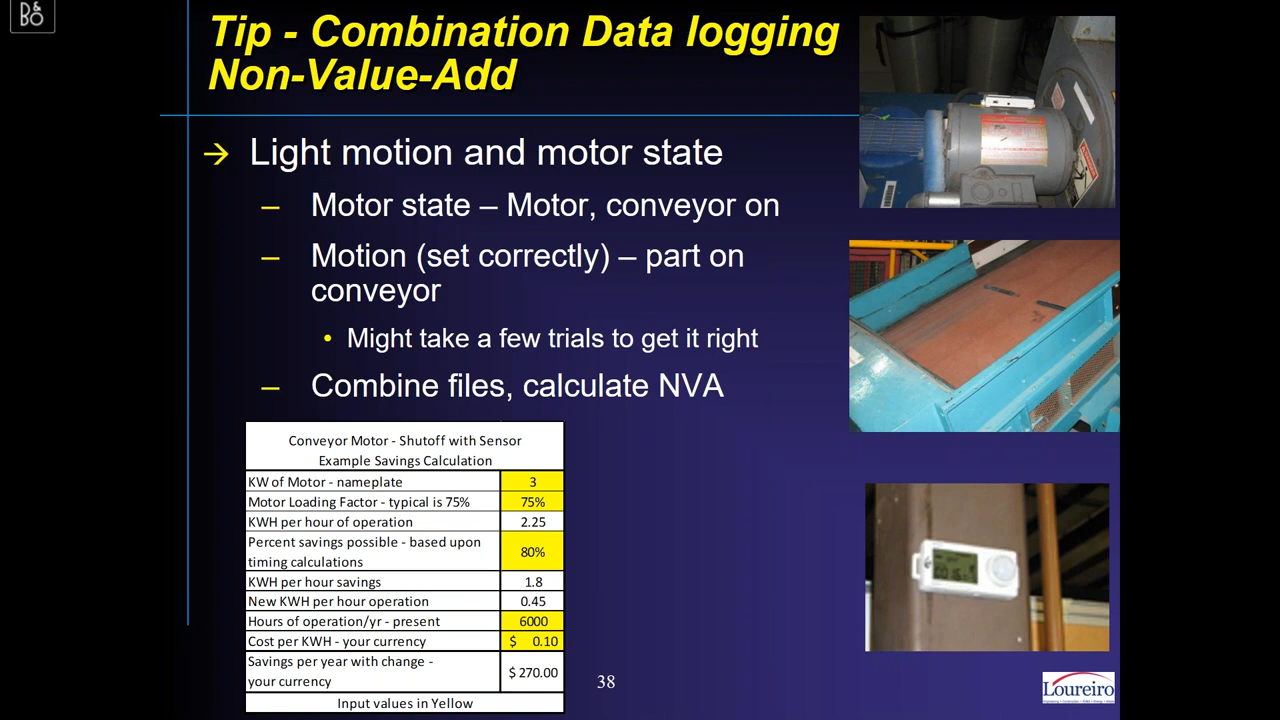 B&O
Tip - Combination Data logging
Non-Value-Add
→ Light motion and motor state
– Motor state – Motor, conveyor on
– Motion (set correctly) – part on
conveyor
• Might take a few trials to get it right
– Combine files, calculate NVA
Conveyor Motor - Shutoff with Sensor
Example Savings Calculation
KW of Motor - nameplate 3
Motor Loading Factor - typical is 75% 75%
KWH per hour of operation 2.25
Percent savings possible - based upon
timing calculations 80%
KWH per hour savings 1.8
New KWH per hour operation 0.45
Hours of operation/yr - present 6000
Cost per KWH - your currency $ 0.10
Savings per year with change -
your currency $ 270.00
Input values in Yellow
38
Loureiro